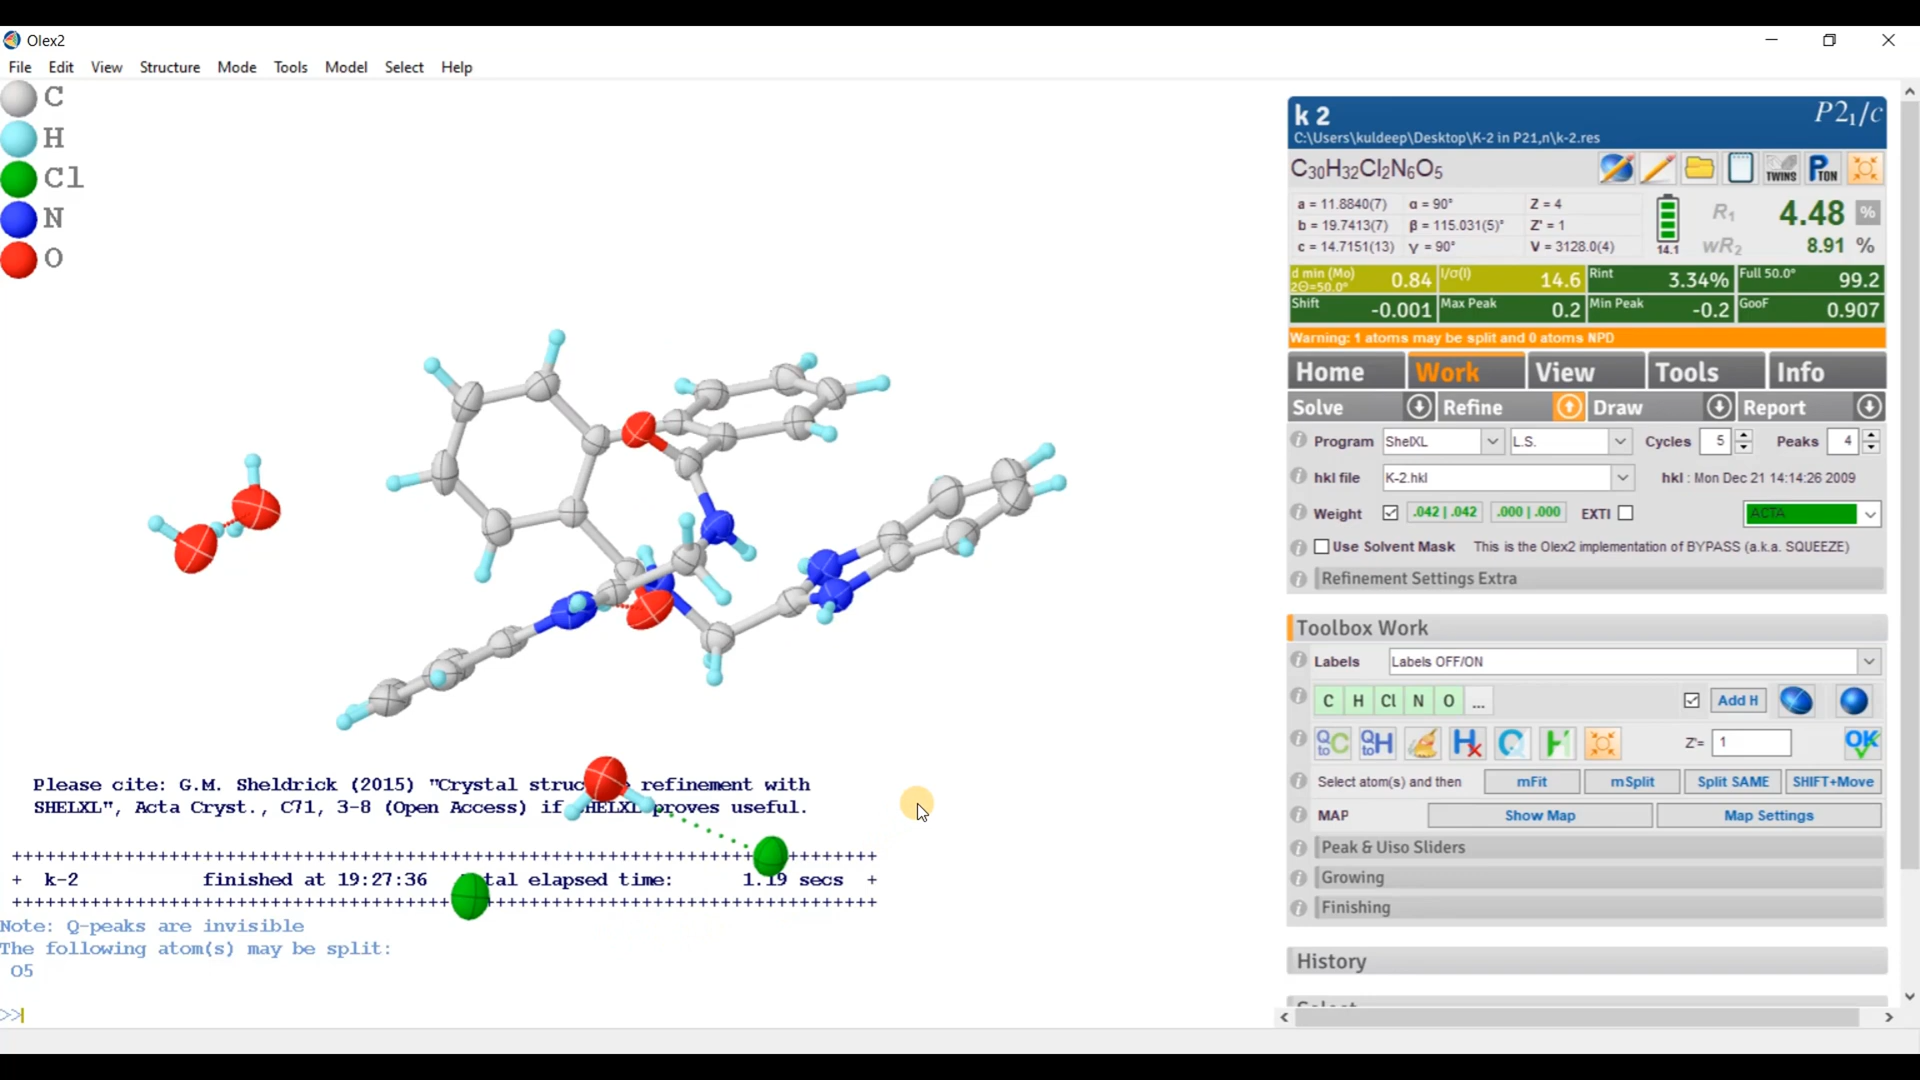 Olex2
File Edit View Structure Mode Tools Model Select Help
C
H
Cl
N
O
k 2
P2₁/c
C:\Users\kuldeep\Desktop\K-2 in P21,n\k-2.res
C₃₀H₃₂Cl₂N₆O₅
TWINS
PTON
a = 11.8840(7) α = 90° Z = 4
b = 19.7413(7) β = 115.031(5)° Z' = 1
c = 14.7151(13) γ = 90° V = 3128.0(4)
14.1
R₁ 4.48 %
wR₂ 8.91 %
d min (Mo) 2Θ=50.0° 0.84 I/σ(I) 14.6 Rint 3.34% Full 50.0° 99.2
Shift -0.001 Max Peak 0.2 Min Peak -0.2 GooF 0.907
Warning: 1 atoms may be split and 0 atoms NPD
Home Work View Tools Info
Solve Refine Draw Report
Program ShelXL L.S. Cycles 5 Peaks 4
hkl file K-2.hkl hkl : Mon Dec 21 14:14:26 2009
Weight .042 | .042 .000 | .000 EXTI ACTA
Use Solvent Mask This is the Olex2 implementation of BYPASS (a.k.a. SQUEEZE)
Refinement Settings Extra
Toolbox Work
Labels Labels OFF/ON
C H Cl N O ... Add H
QtoC QtoH H Z'= 1 OK
Select atom(s) and then mFit mSplit Split SAME SHIFT+Move
MAP Show Map Map Settings
Peak & Uiso Sliders
Growing
Finishing
History
Please cite: G.M. Sheldrick (2015) "Crystal struc refinement with
SHELXL", Acta Cryst., C71, 3-8 (Open Access) if SHELXL proves useful.
+++++++++++++++++++++++++++++++++++++++++++++++++++++++++++++++++++++++++++++
+ k-2 finished at 19:27:36 tal elapsed time: 1.19 secs +
+++++++++++++++++++++++++++++++++++++++++++++++++++++++++++++++++++++++++++++
Note: Q-peaks are invisible
The following atom(s) may be split:
O5
>>